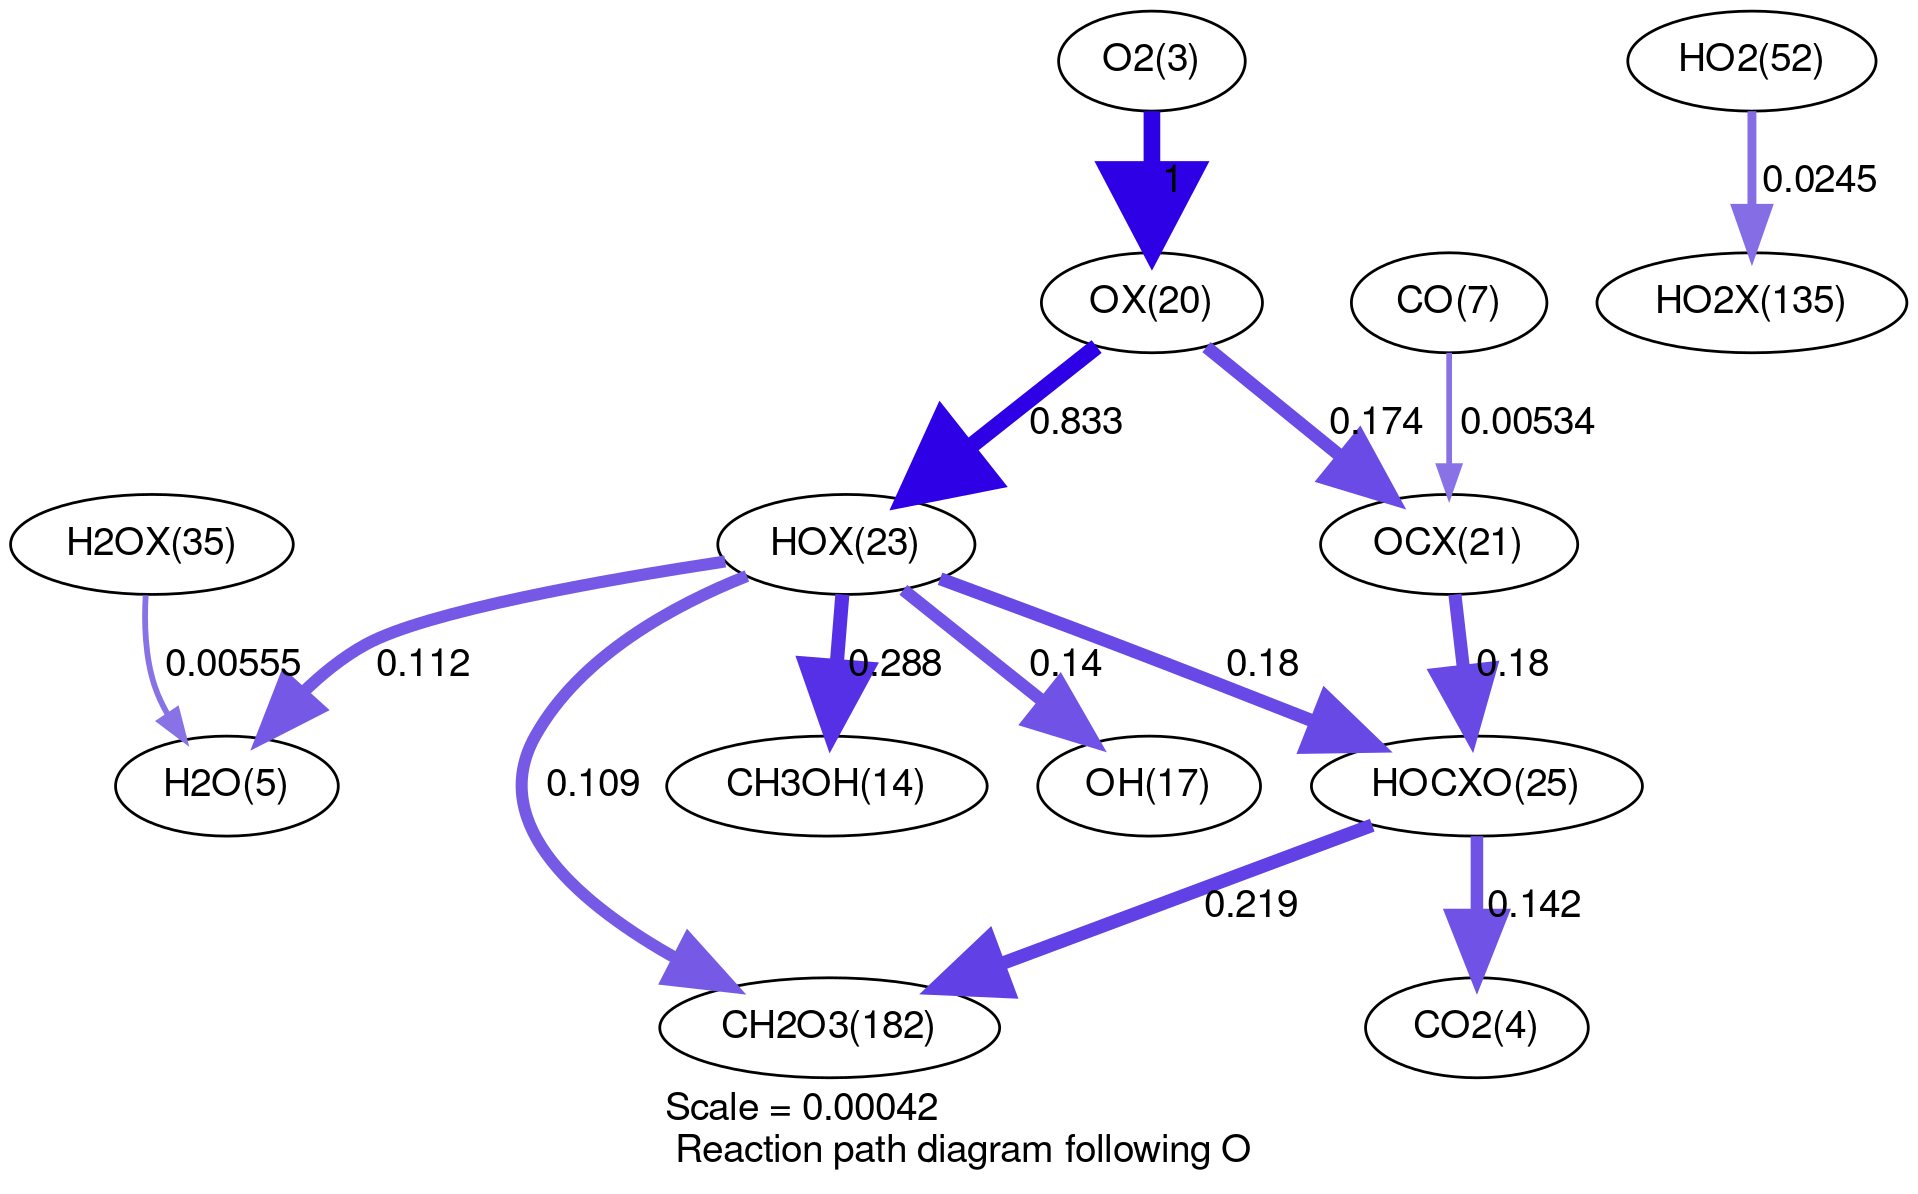 O2(3)
HO2(52)
1
0.0245
OX(20)
CO(7)
HO2X(135)
0.833
0.174
0.00534
H2OX(35)
HOX(23)
OCX(21)
0.00555
0.112
0.288
0.14
0.18
0.18
H2O(5)
0.109
CH3OH(14)
OH(17)
HOCXO(25)
0.219
0.142
CH2O3(182)
CO2(4)
Scale = 0.00042
Reaction path diagram following O